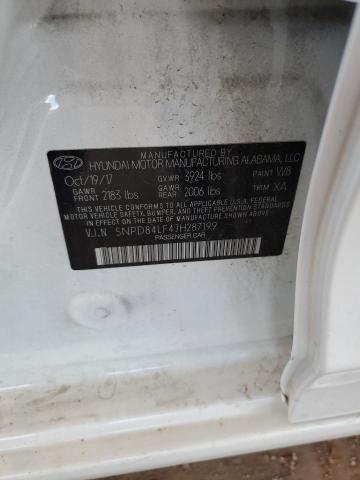 MANUFACTURED BY
HYUNDAI MOTOR MANUFACTURING ALABAMA, LLC
Oct/19/17 GVWR 3924 lbs PAINT W8
GAWR FRONT 2183 lbs GAWR REAR 2006 lbs TRIM XA
THIS VEHICLE CONFORMS TO ALL APPLICABLE U.S.A. FEDERAL
MOTOR VEHICLE SAFETY, BUMPER, AND THEFT PREVENTION STANDARDS
IN EFFECT ON THE DATE OF MANUFACTURE SHOWN ABOVE.
V.I.N 5NPD84LF4JH287199
PASSENGER CAR